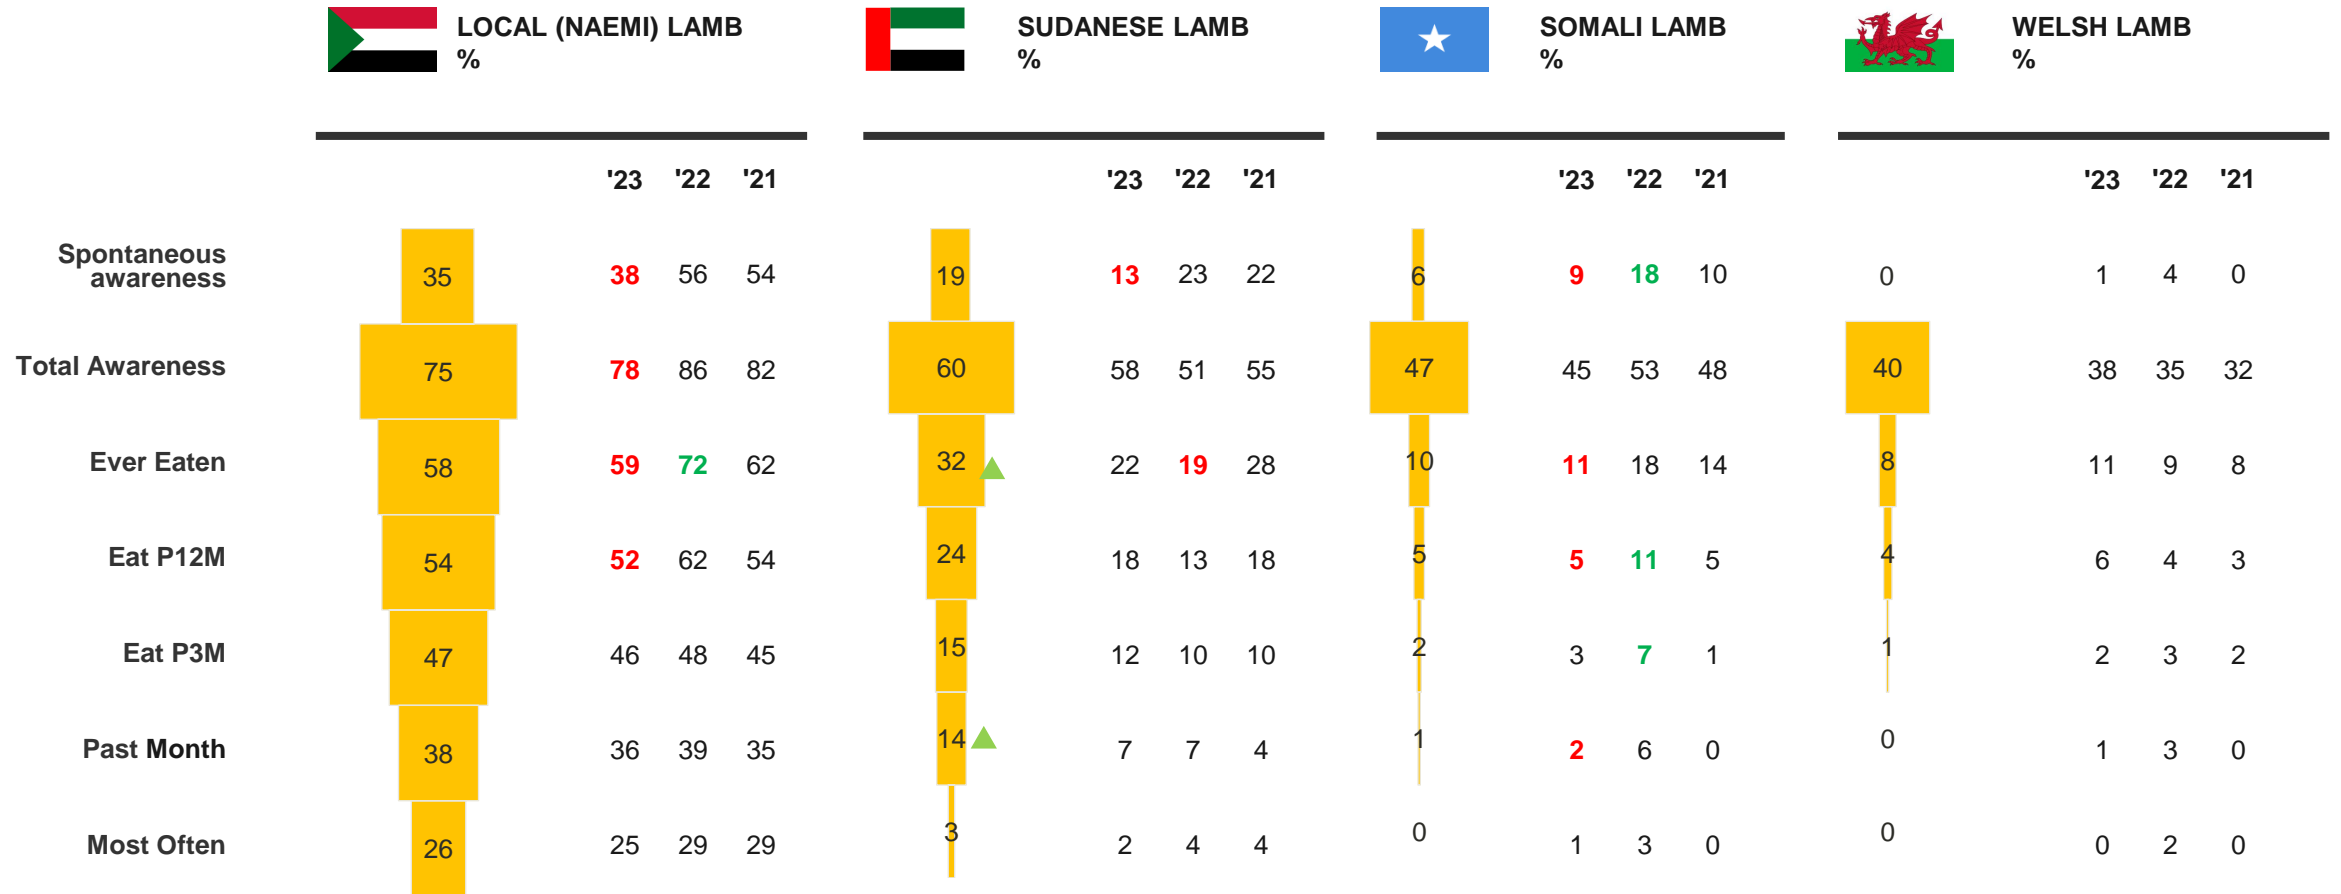 LOCAL (NAEMI) LAMB
%
SUDANESE LAMB
%
SOMALI LAMB
%
WELSH LAMB
%
'23 '22 '21 '23 '22 '21 '23 '22 '21 '23 '22 '21
Spontaneous
awareness
35 38 56 54 19 13 23 22 6 9 18 10 0 1 4 0
Total Awareness 75 78 86 82 60 58 51 55 47 45 53 48 40 38 35 32
Ever Eaten 58 59 72 62 32 22 19 28 10 11 18 14 8 11 9 8
Eat P12M 54 52 62 54 24 18 13 18 5 5 11 5 4 6 4 3
Eat P3M 47 46 48 45 15 12 10 10 2 3 7 1 1 2 3 2
Past Month 38 36 39 35 14 7 7 4 1 2 6 0 0 1 3 0
Most Often 26 25 29 29 3 2 4 4 0 1 3 0 0 0 2 0